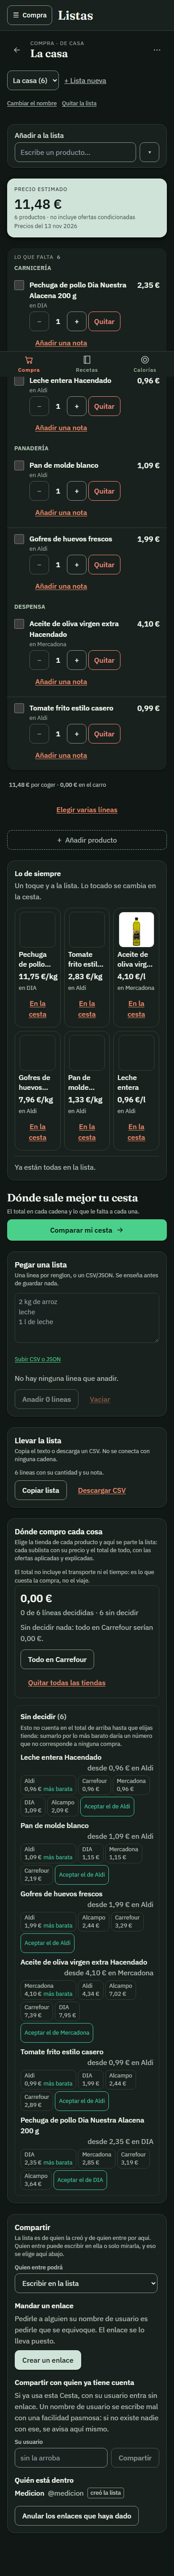 ☰ Compra
Listas
COMPRA · DE CASA
La casa
La casa (6)
+ Lista nueva
Cambiar el nombre
Quitar la lista
Añadir a la lista
Escribe un producto...
PRECIO ESTIMADO
11,48 €
6 productos · no incluye ofertas condicionadas
Precios del 13 nov 2026
LO QUE FALTA 6
CARNICERÍA
Pechuga de pollo Dia Nuestra
Alacena 200 g
2,35 €
en DIA
− 1 + Quitar
Añadir una nota
Compra
Recetas
Calorías
Leche entera Hacendado
0,96 €
en Aldi
− 1 + Quitar
Añadir una nota
PANADERÍA
Pan de molde blanco
1,09 €
en Aldi
− 1 + Quitar
Añadir una nota
Gofres de huevos frescos
1,99 €
en Aldi
− 1 + Quitar
Añadir una nota
DESPENSA
Aceite de oliva virgen extra
Hacendado
4,10 €
en Mercadona
− 1 + Quitar
Añadir una nota
Tomate frito estilo casero
0,99 €
en Aldi
− 1 + Quitar
Añadir una nota
11,48 € por coger · 0,00 € en el carro
Elegir varias líneas
+ Añadir producto
Lo de siempre
Un toque y a la lista. Lo tocado se cambia en
la cesta.
Pechuga
de pollo...
11,75 €/kg
en DIA
En la
cesta
Tomate
frito estil...
2,83 €/kg
en Aldi
En la
cesta
Aceite de
oliva virg...
4,10 €/l
en Mercadona
En la
cesta
Gofres de
huevos...
7,96 €/kg
en Aldi
En la
cesta
Pan de
molde...
1,33 €/kg
en Aldi
En la
cesta
Leche
entera
0,96 €/l
en Aldi
En la
cesta
Ya están todas en la lista.
Dónde sale mejor tu cesta
El total en cada cadena y lo que le falta a cada una.
Comparar mi cesta →
Pegar una lista
Una línea por renglón, o un CSV/JSON. Se enseña antes
de guardar nada.
2 kg de arroz
leche
1 l de leche
Subir CSV o JSON
No hay ninguna línea que anadir.
Añadir 0 líneas
Vaciar
Llevar la lista
Copia el texto o descarga un CSV. No se conecta con
ninguna cadena.
6 líneas con su cantidad y su nota.
Copiar lista
Descargar CSV
Dónde compro cada cosa
Elige la tienda de cada producto y aquí se parte la lista:
cada cadena con su subtotal, su precio y el total de todo, con las
ofertas aplicadas y explicadas.
El total no incluye el transporte ni el tiempo: es lo que
cuesta la compra, no el viaje.
0,00 €
0 de 6 líneas decididas · 6 sin decidir
Sin decidir nada: todo en Carrefour serían
0,00 €.
Todo en Carrefour
Quitar todas las tiendas
Sin decidir (6)
Esto no cuenta en el total de arriba hasta que elijas
tienda: sumarlo por lo más barato daría un número
que no corresponde a ninguna compra.
Leche entera Hacendado
desde 0,96 € en Aldi
Aldi
0,96 € más barata
Carrefour
0,96 €
Mercadona
0,96 €
DIA
1,09 €
Alcampo
2,09 €
Aceptar el de Aldi
Pan de molde blanco
desde 1,09 € en Aldi
Aldi
1,09 € más barata
DIA
1,15 €
Mercadona
1,15 €
Carrefour
2,19 €
Aceptar el de Aldi
Gofres de huevos frescos
desde 1,99 € en Aldi
Aldi
1,99 € más barata
Alcampo
2,44 €
Carrefour
3,29 €
Aceptar el de Aldi
Aceite de oliva virgen extra Hacendado
desde 4,10 € en Mercadona
Mercadona
4,10 € más barata
Aldi
4,34 €
Alcampo
7,02 €
Carrefour
7,39 €
DIA
7,95 €
Aceptar el de Mercadona
Tomate frito estilo casero
desde 0,99 € en Aldi
Aldi
0,99 € más barata
DIA
1,99 €
Alcampo
2,44 €
Carrefour
2,89 €
Aceptar el de Aldi
Pechuga de pollo Dia Nuestra Alacena
200 g
desde 2,35 € en DIA
DIA
2,35 € más barata
Mercadona
2,85 €
Carrefour
3,19 €
Alcampo
3,64 €
Aceptar el de DIA
Compartir
La lista es de quien la creó y de quien entre por aquí.
Quien entre puede escribir en ella o solo mirarla, y eso
se elige aquí abajo.
Quien entre podrá
Escribir en la lista
Mandar un enlace
Pedirle a alguien su nombre de usuario es
pedirle que se equivoque. El enlace se lo
lleva puesto.
Crear un enlace
Compartir con quien ya tiene cuenta
Si ya usa esta Cesta, con su usuario entra sin
enlace. Un nombre de usuario se escribe mal
con una facilidad pasmosa: si no existe nadie
con ese, se avisa aquí mismo.
Su usuario
sin la arroba
Compartir
Quién está dentro
Medicion @medicion creó la lista
Anular los enlaces que haya dado